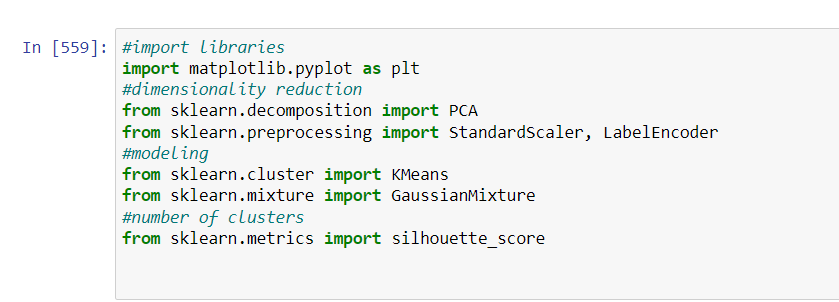 In [559]: #import libraries
import matplotlib.pyplot as plt
#dimensionality reduction
from sklearn.decomposition import PCA
from sklearn.preprocessing import StandardScaler, LabelEncoder
#modeling
from sklearn.cluster import KMeans
from sklearn.mixture import GaussianMixture
#number of clusters
from sklearn.metrics import silhouette_score